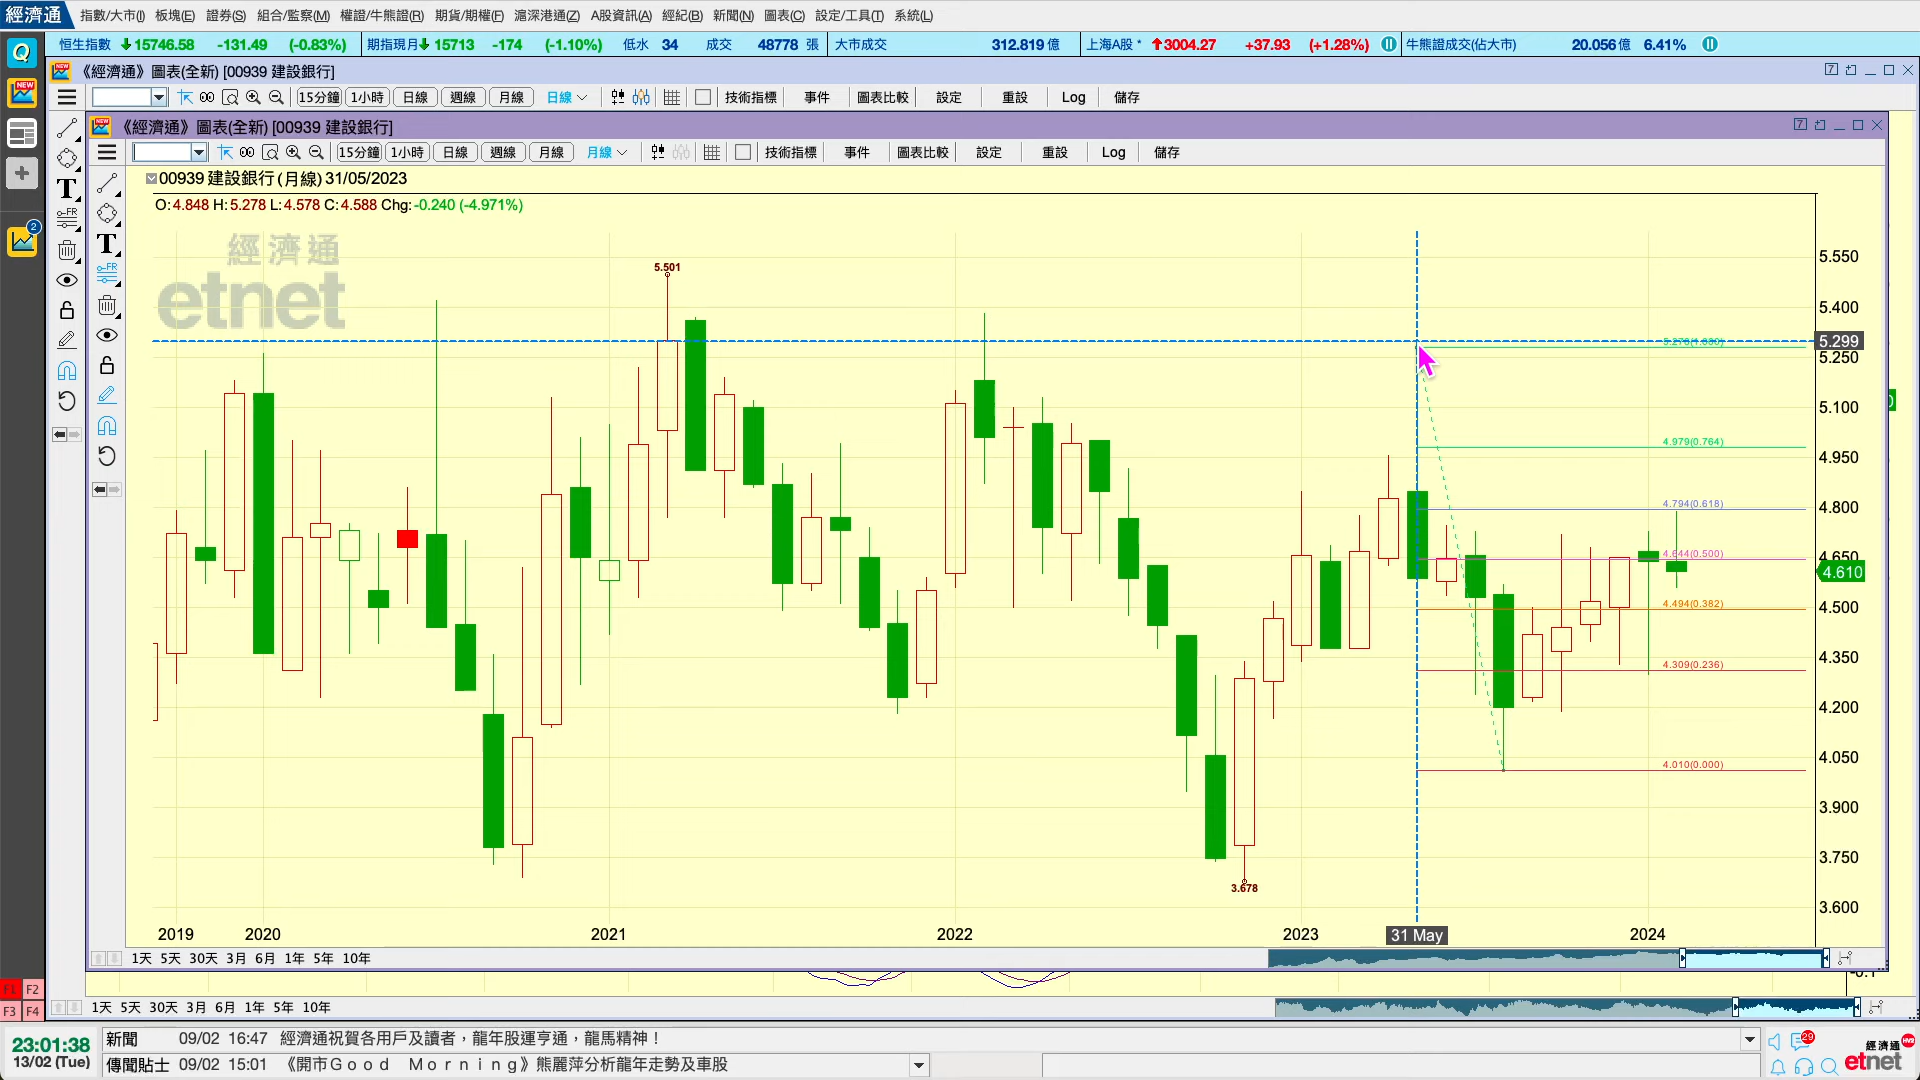 經濟通 指數/大市(I) 板塊(E) 證券(S) 組合/監察(M) 權證/牛熊證(R) 期貨/期權(F) 滬深港通(Z) A股資訊(A) 經紀(B) 新聞(N) 圖表(C) 設定/工具(T) 系統(L)
恒生指數 15746.58 -131.49 (-0.83%) 期指現月 15713 -174 (-1.10%) 低水 34 成交 48778 張 大市成交 312.819 億 上海A股 * 3004.27 +37.93 (+1.28%) 牛熊證成交(佔大市) 20.056 億 6.41%
《經濟通》圖表(全新) [00939 建設銀行]
15分鐘 1小時 日線 週線 月線 日線 技術指標 事件 圖表比較 設定 重設 Log 儲存
《經濟通》圖表(全新) [00939 建設銀行]
15分鐘 1小時 日線 週線 月線 月線 技術指標 事件 圖表比較 設定 重設 Log 儲存
00939 建設銀行(月線) 31/05/2023
O:4.848 H:5.278 L:4.578 C:4.588 Chg:-0.240 (-4.971%)
經濟通
etnet
5.501
5.550
5.400
5.299
5.250
5.100
4.979(0.764)
4.950
4.794(0.618)
4.800
4.644(0.500)
4.650
4.610
4.494(0.382)
4.500
4.309(0.236)
4.350
4.200
4.010(0.000)
4.050
3.900
3.750
3.678
3.600
2019 2020 2021 2022 2023 31 May 2024
1天 5天 30天 3月 6月 1年 5年 10年
1天 5天 30天 3月 6月 1年 5年 10年
F1 F2
F3 F4
23:01:38
13/02 (Tue)
新聞 09/02 16:47 經濟通祝賀各用戶及讀者，龍年股運亨通，龍馬精神！
傳聞貼士 09/02 15:01 《開市Good Morning》熊麗萍分析龍年走勢及車股
29
經濟通
etnet